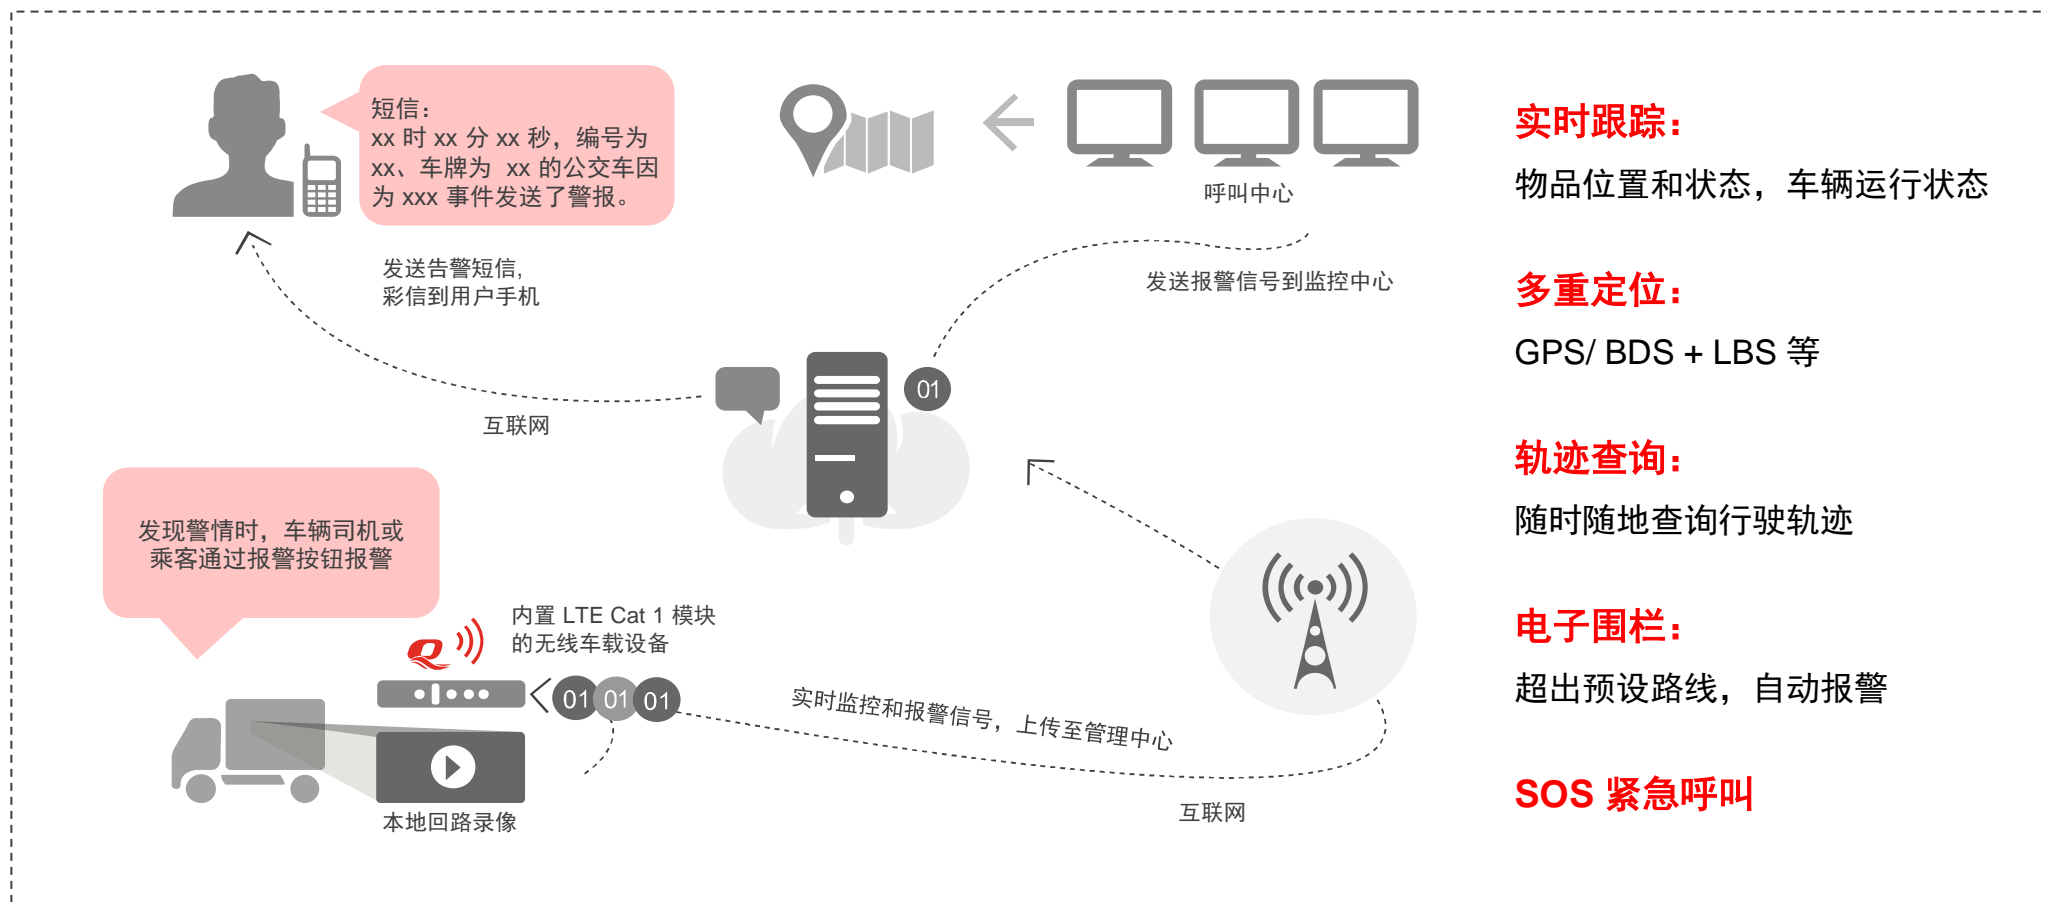 短信：
xx 时 xx 分 xx 秒，编号为
xx、车牌为 xx 的公交车因
为 xxx 事件发送了警报。
发送告警短信,
彩信到用户手机
呼叫中心
发送报警信号到监控中心
01
互联网
发现警情时，车辆司机或
乘客通过报警按钮报警
内置 LTE Cat 1 模块
的无线车载设备
01
01
01
实时监控和报警信号，上传至管理中心
本地回路录像
互联网
实时跟踪：
物品位置和状态，车辆运行状态
多重定位：
GPS/ BDS + LBS 等
轨迹查询：
随时随地查询行驶轨迹
电子围栏：
超出预设路线，自动报警
SOS 紧急呼叫